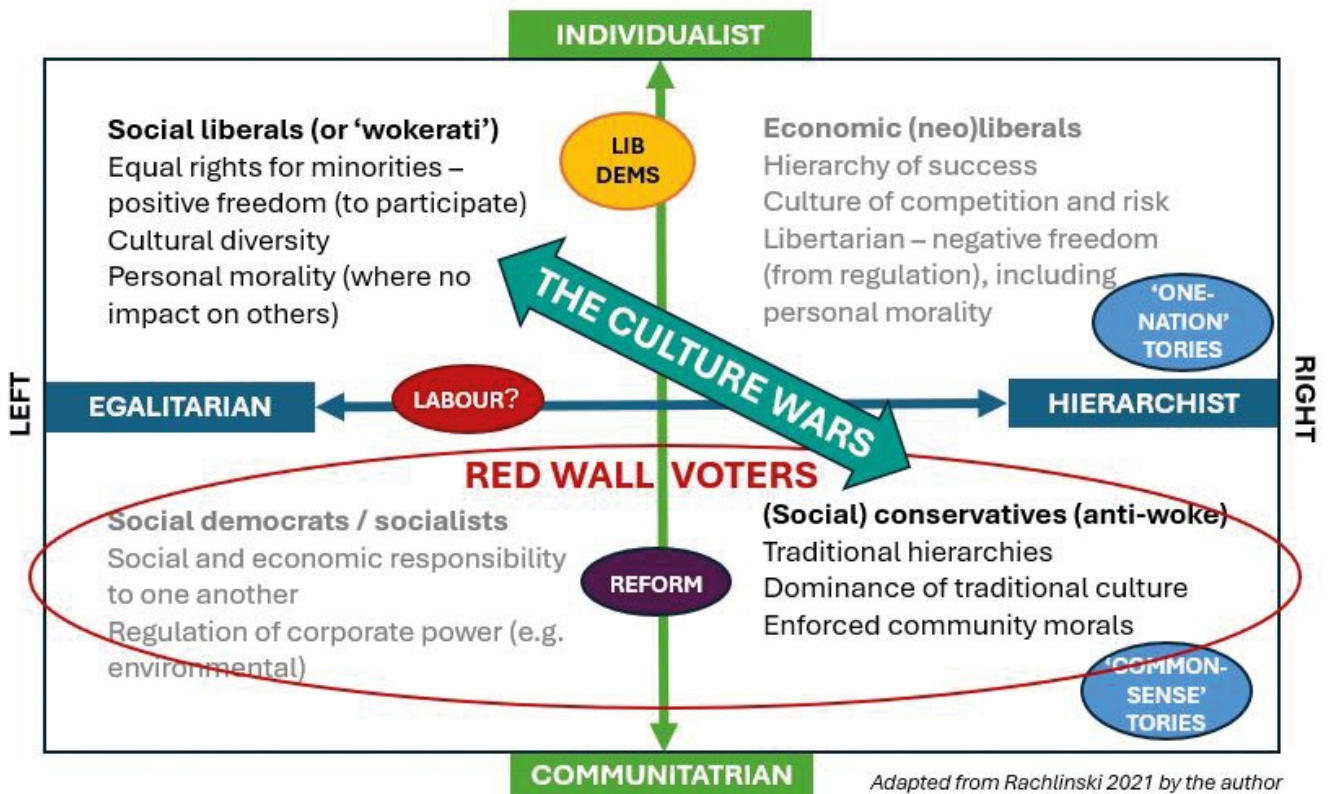 INDIVIDUALIST
Social liberals (or ‘wokerati’)
Equal rights for minorities –
positive freedom (to participate)
Cultural diversity
Personal morality (where no
impact on others)
LIB
DEMS
Economic (neo)liberals
Hierarchy of success
Culture of competition and risk
Libertarian – negative freedom
(from regulation), including
personal morality
‘ONE-
NATION’
TORIES
THE CULTURE WARS
LEFT
EGALITARIAN
LABOUR?
HIERARCHIST
RIGHT
RED WALL VOTERS
Social democrats / socialists
Social and economic responsibility
to one another
Regulation of corporate power (e.g.
environmental)
REFORM
(Social) conservatives (anti-woke)
Traditional hierarchies
Dominance of traditional culture
Enforced community morals
‘COMMON-
SENSE’
TORIES
COMMUNITATRIAN
Adapted from Rachlinski 2021 by the author